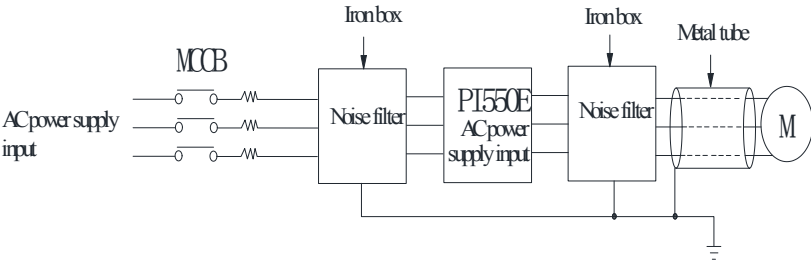 Iron box
Iron box
Metal tube
MCCB
AC power supply
input
Noise filter
PI550E
AC power
supply input
Noise filter
M